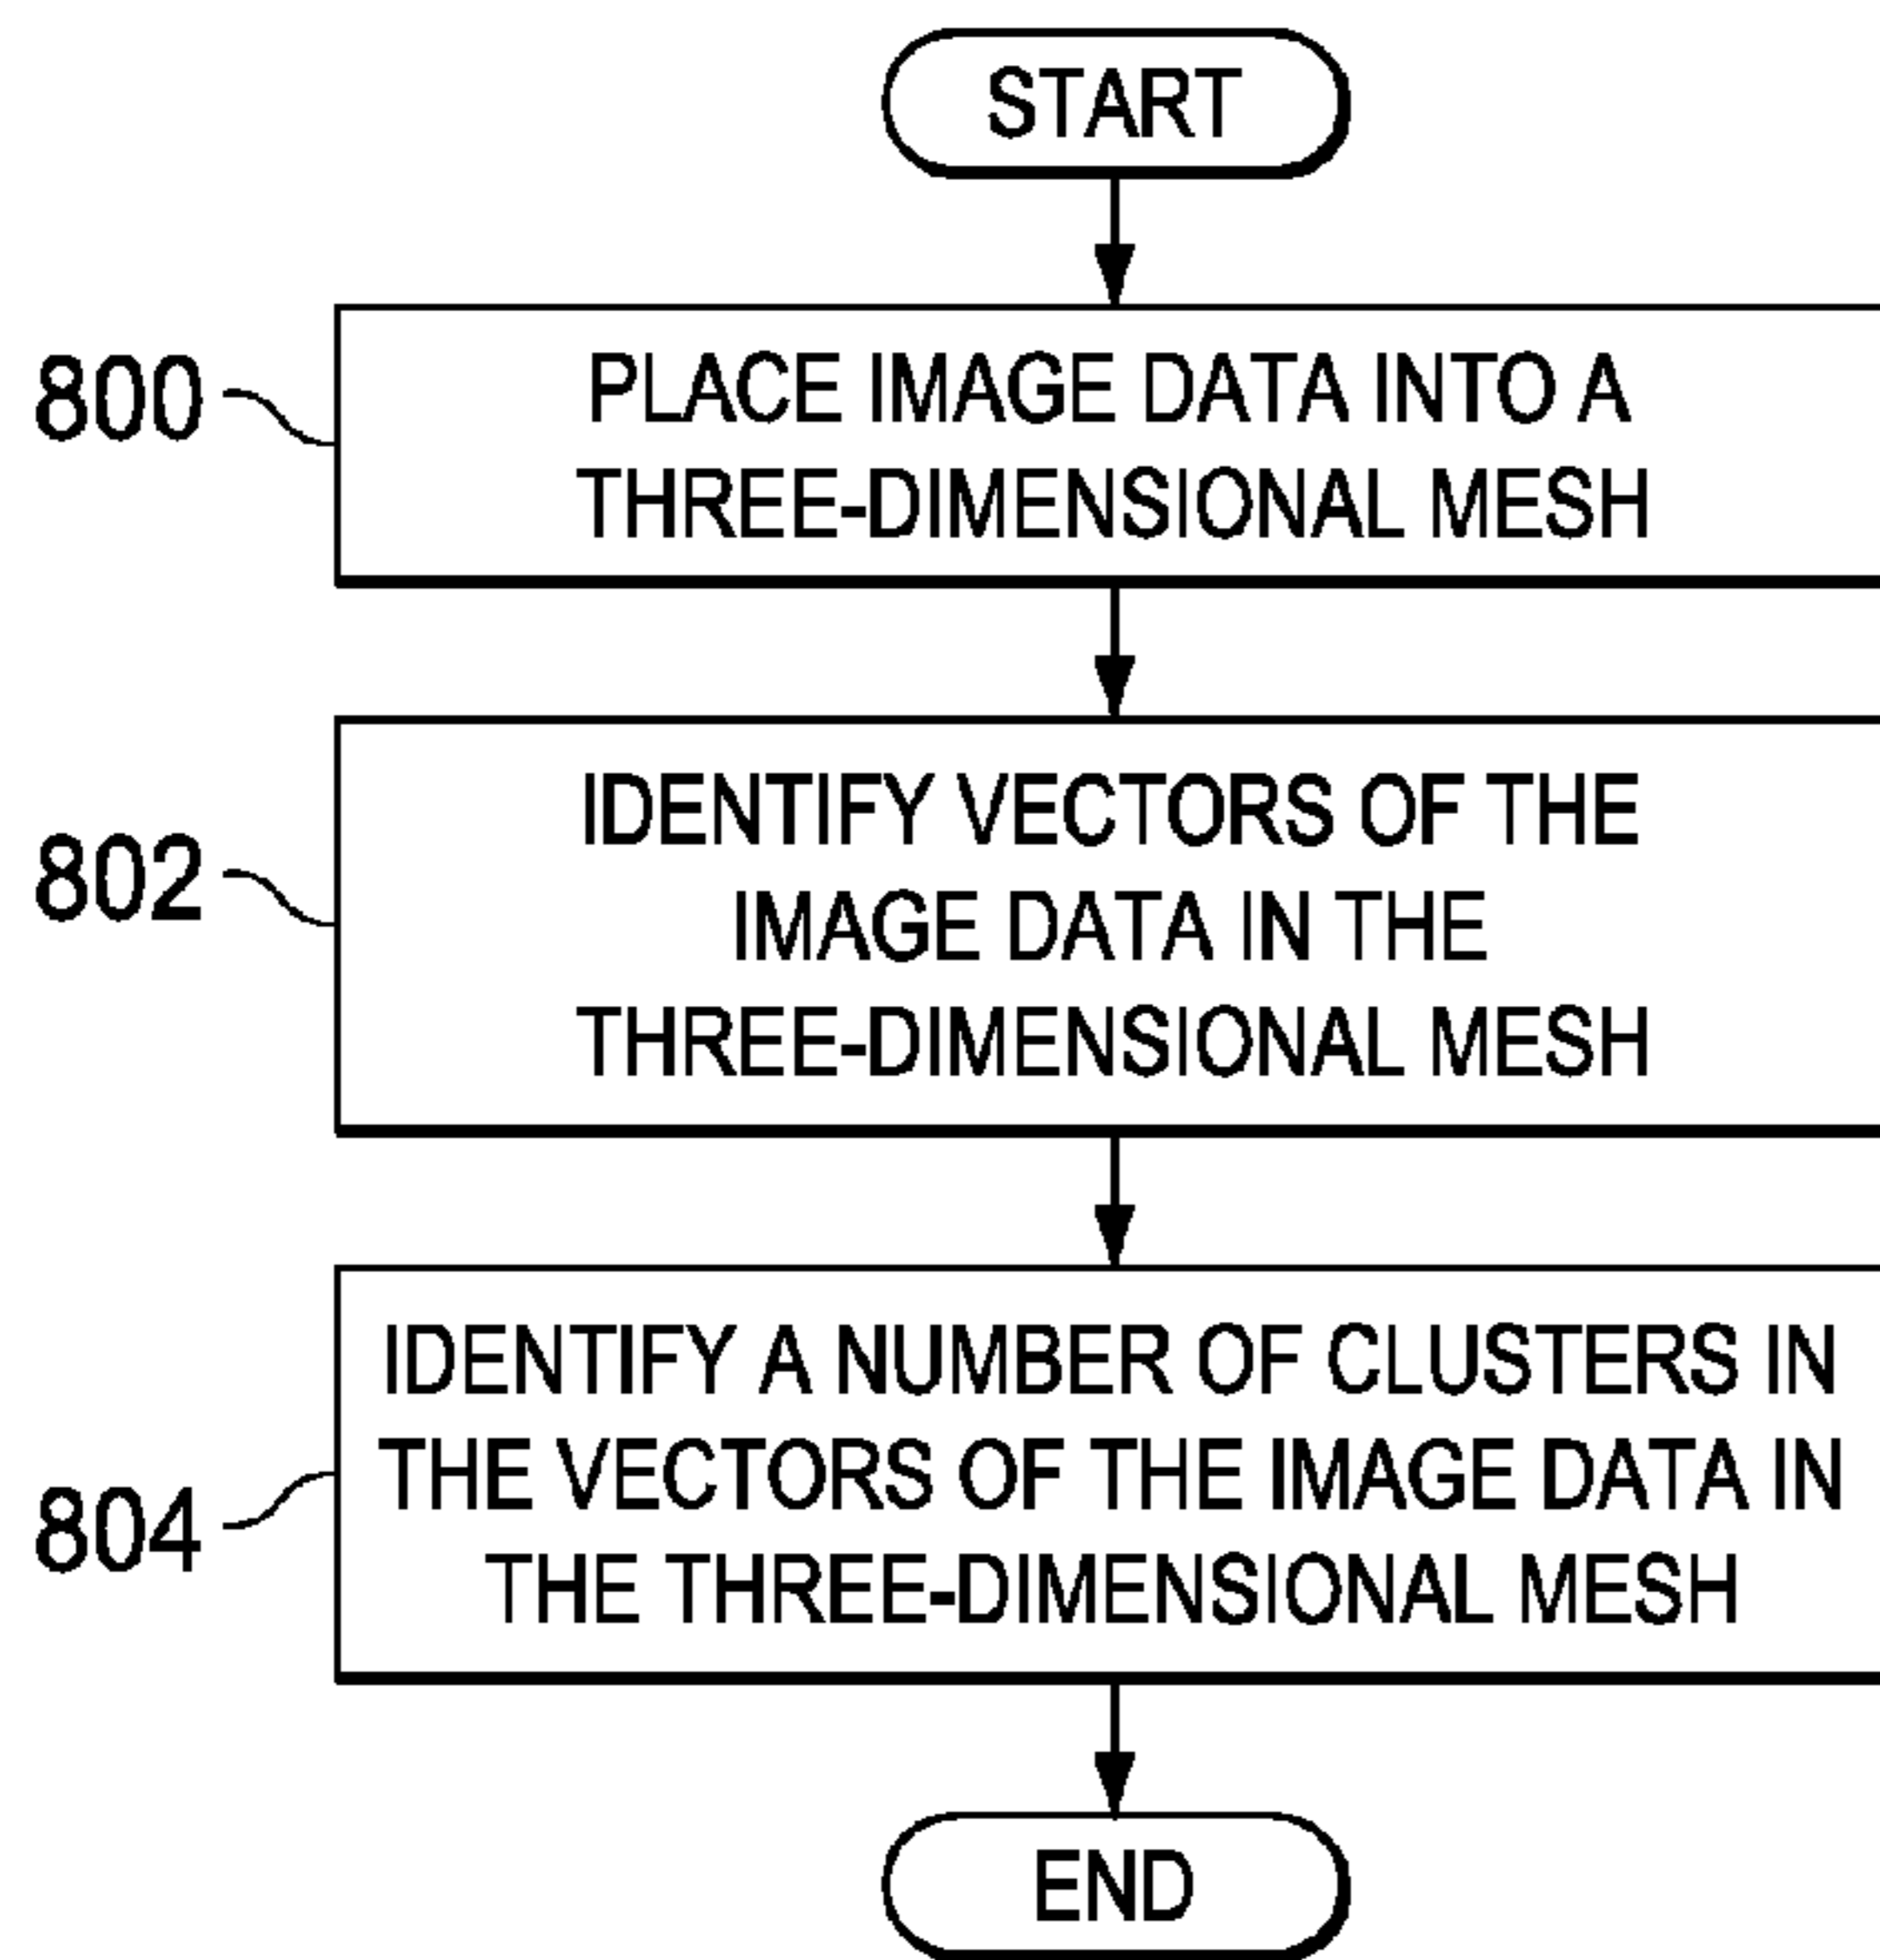 START
800
PLACE IMAGE DATA INTO A
THREE-DIMENSIONAL MESH
802
IDENTIFY VECTORS OF THE
IMAGE DATA IN THE
THREE-DIMENSIONAL MESH
804
IDENTIFY A NUMBER OF CLUSTERS IN
THE VECTORS OF THE IMAGE DATA IN
THE THREE-DIMENSIONAL MESH
END